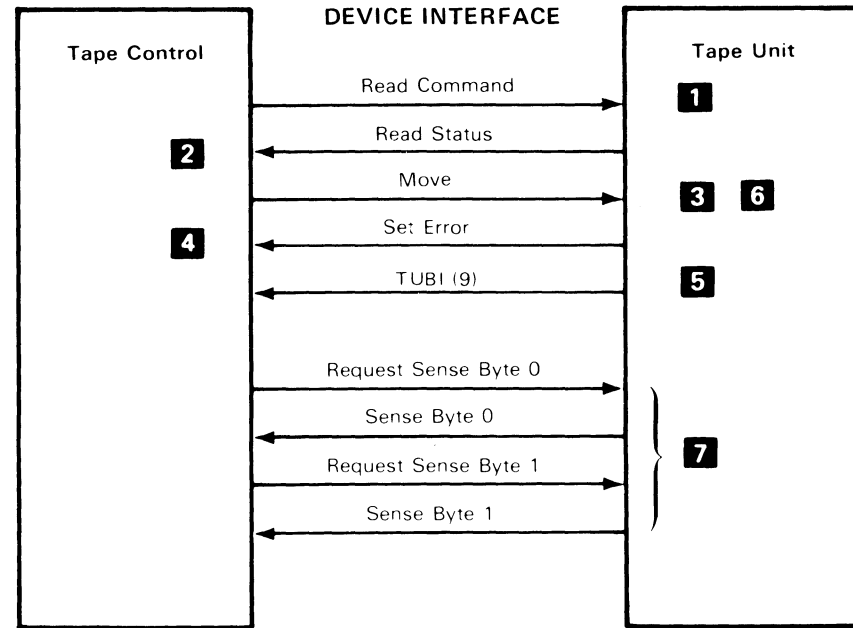 DEVICE INTERFACE
Tape Control
Tape Unit
Read Command
1
Read Status
2
Move
3 6
Set Error
4
TUBI (9)
5
Request Sense Byte 0
Sense Byte 0
7
Request Sense Byte 1
Sense Byte 1